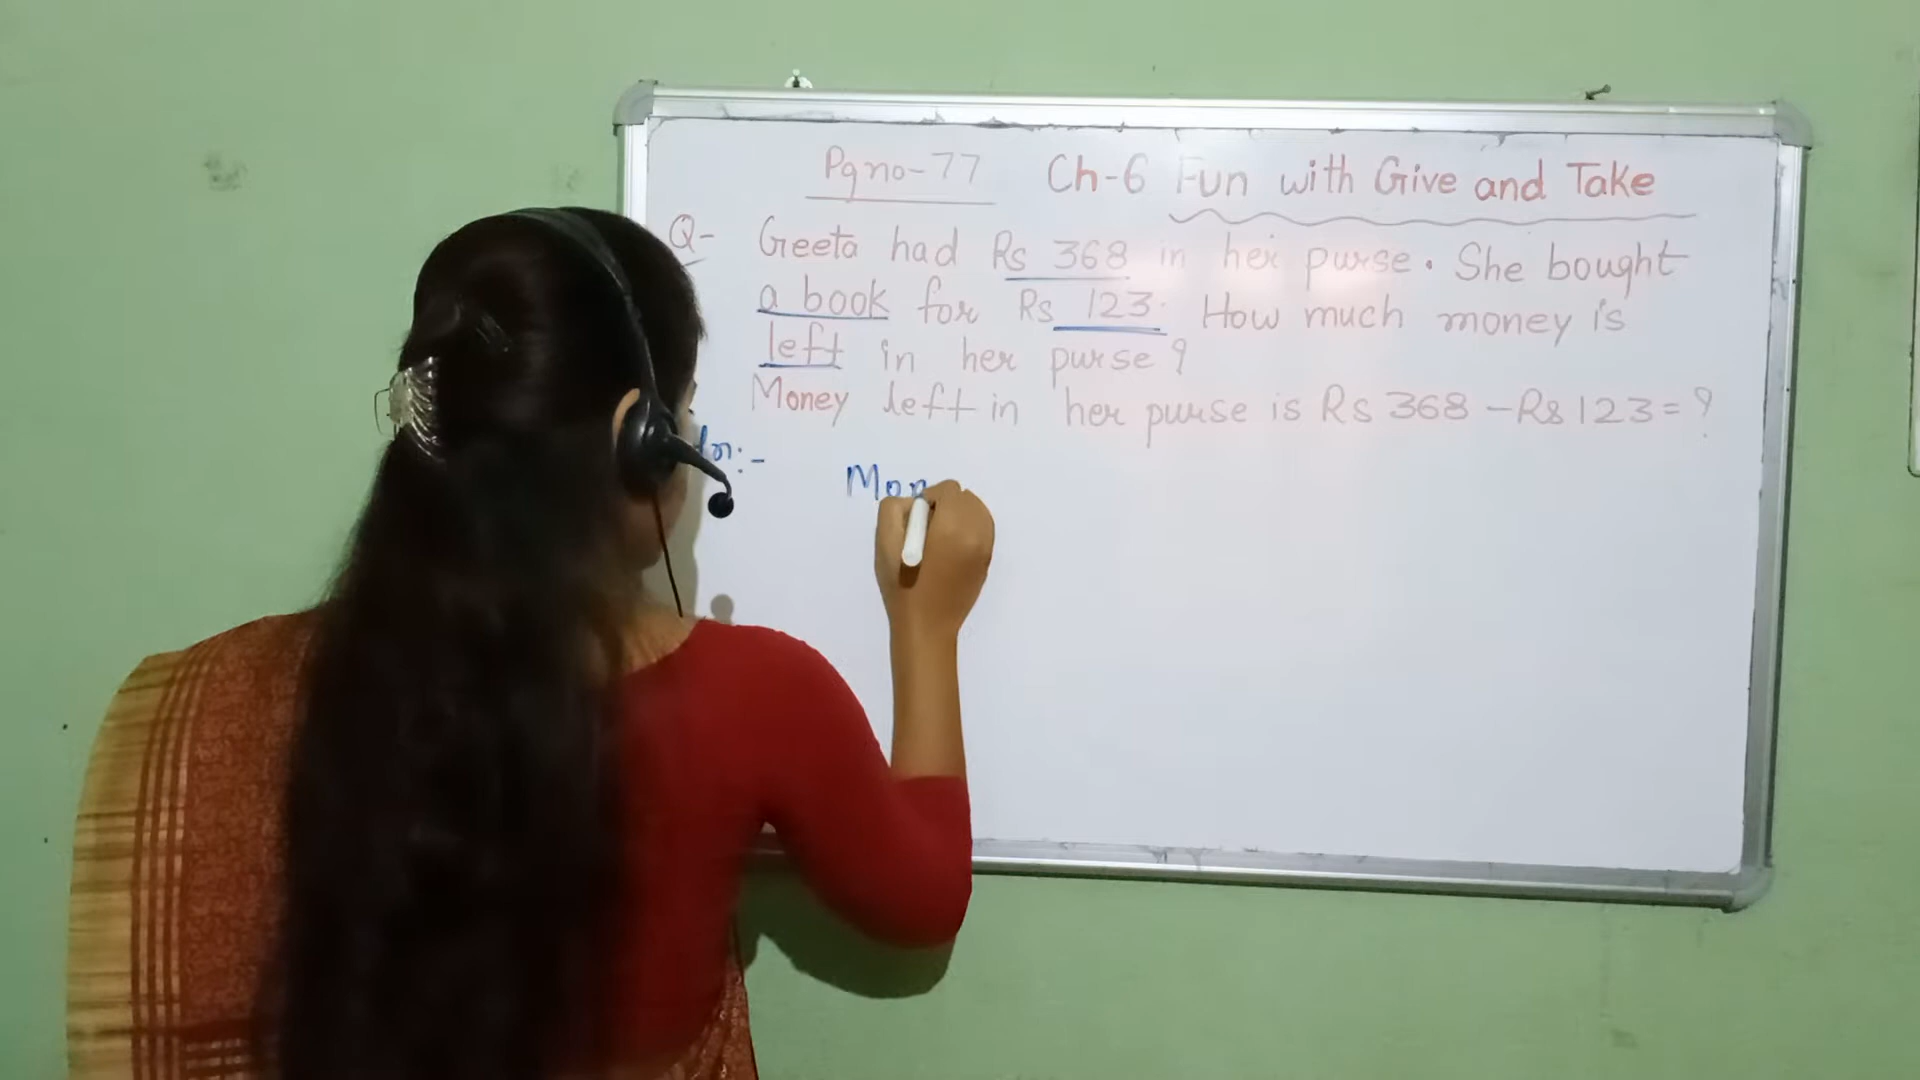 Pg no-77 Ch-6 Fun with Give and Take
Q- Geeta had Rs 368 in her purse. She bought
a book for Rs 123. How much money is
left in her purse?
Money left in her purse is Rs 368 - Rs 123 = ?
Mon